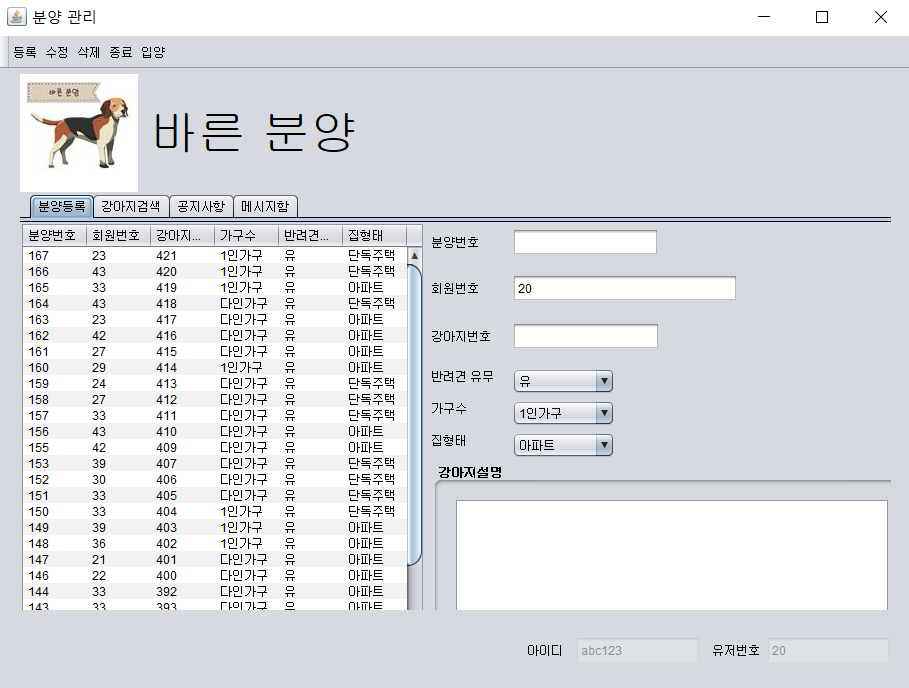 분양 관리
등록 수정 삭제 종료 입양
바른 분양
바른 분양
분양등록 강아지검색 공지사항 메시지함
분양번호 회원번호 강아지... 가구수 반려견... 집형태
167 23 421 1인가구 유 단독주택
166 43 420 1인가구 유 단독주택
165 33 419 1인가구 유 아파트
164 43 418 다인가구 유 단독주택
163 23 417 다인가구 유 아파트
162 42 416 다인가구 유 아파트
161 27 415 다인가구 유 아파트
160 29 414 1인가구 유 아파트
159 24 413 다인가구 유 단독주택
158 27 412 다인가구 유 단독주택
157 33 411 다인가구 유 단독주택
156 43 410 다인가구 유 아파트
155 42 409 다인가구 유 아파트
153 39 407 다인가구 유 단독주택
152 30 406 다인가구 유 단독주택
151 33 405 다인가구 유 단독주택
150 33 404 1인가구 유 단독주택
149 39 403 1인가구 유 아파트
148 36 402 1인가구 유 아파트
147 21 401 다인가구 유 아파트
146 22 400 다인가구 유 아파트
144 33 392 다인가구 유 아파트
143 33 393 다인가구 유 아파트
분양번호
회원번호 20
강아지번호
반려견 유무 유
가구수 1인가구
집형태 아파트
강아지설명
아이디 abc123 유저번호 20